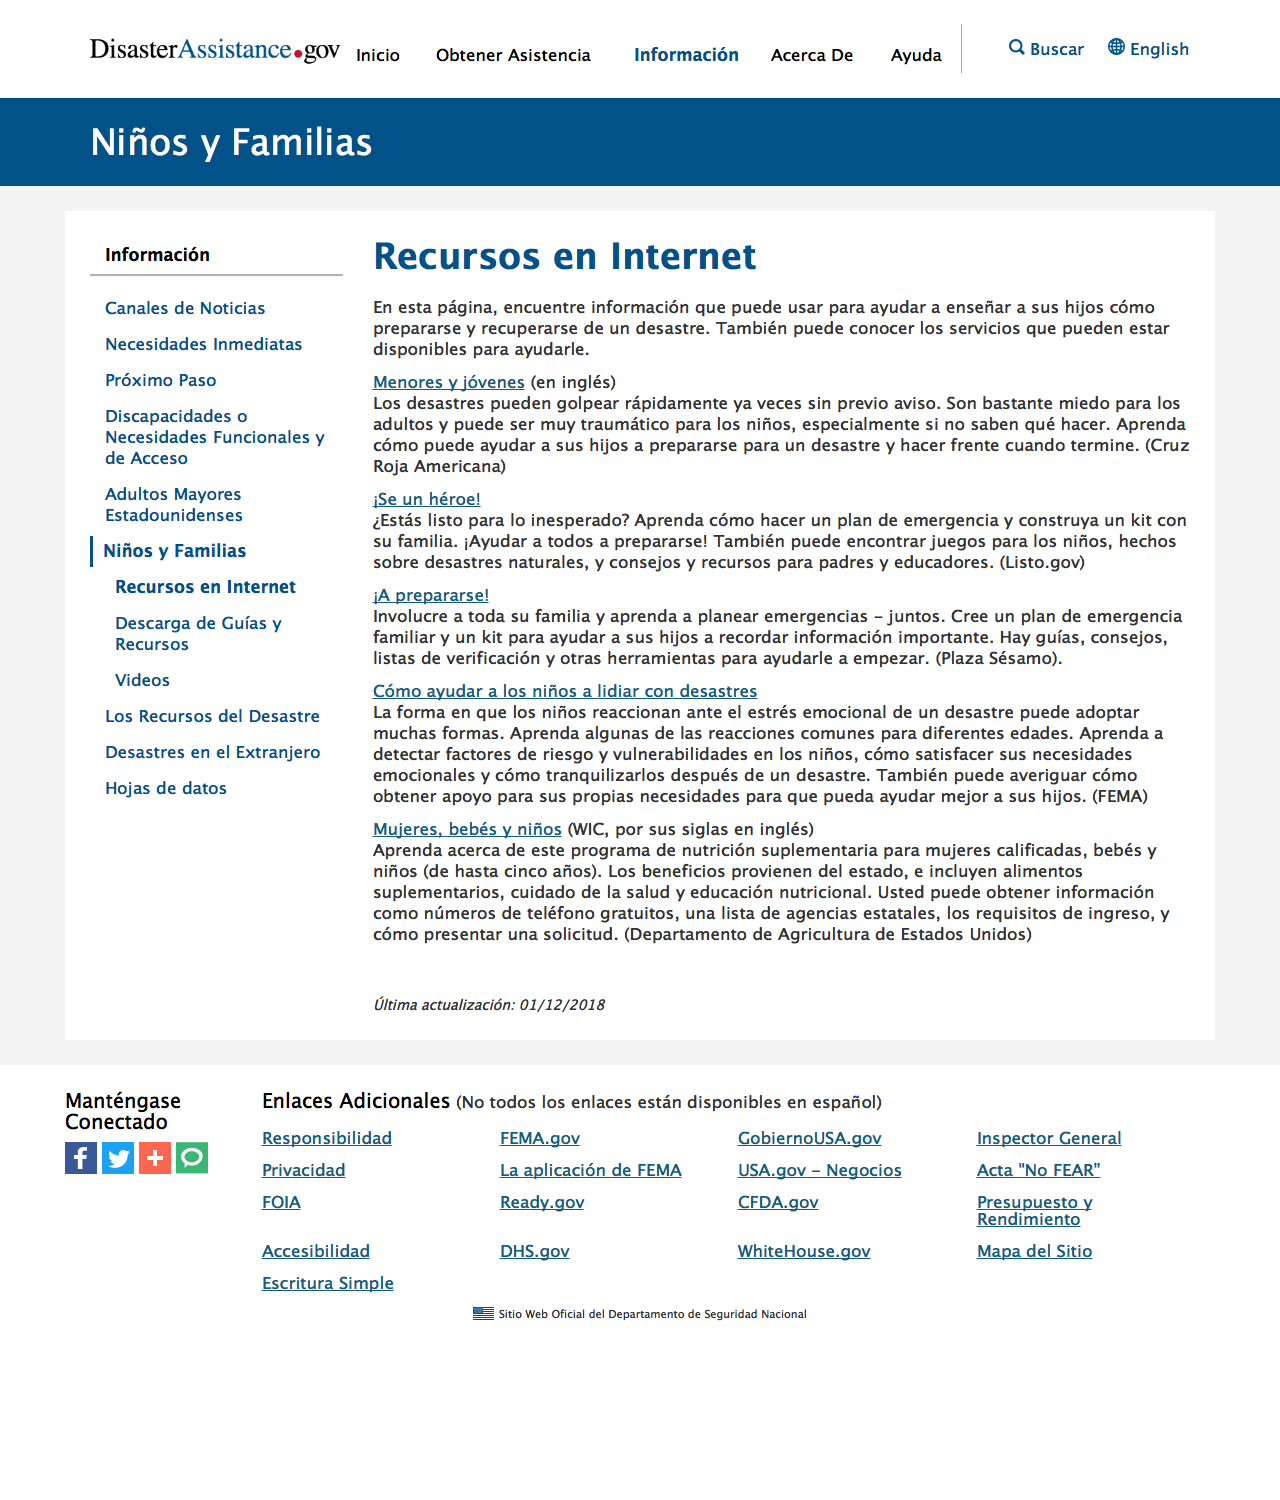 DisasterAssistance.gov
Inicio Obtener Asistencia Información Acerca De Ayuda Buscar English
Niños y Familias
Información
Canales de Noticias
Necesidades Inmediatas
Próximo Paso
Discapacidades o
Necesidades Funcionales y
de Acceso
Adultos Mayores
Estadounidenses
Niños y Familias
Recursos en Internet
Descarga de Guías y
Recursos
Videos
Los Recursos del Desastre
Desastres en el Extranjero
Hojas de datos
Recursos en Internet
En esta página, encuentre información que puede usar para ayudar a enseñar a sus hijos cómo
prepararse y recuperarse de un desastre. También puede conocer los servicios que pueden estar
disponibles para ayudarle.
Menores y jóvenes (en inglés)
Los desastres pueden golpear rápidamente ya veces sin previo aviso. Son bastante miedo para los
adultos y puede ser muy traumático para los niños, especialmente si no saben qué hacer. Aprenda
cómo puede ayudar a sus hijos a prepararse para un desastre y hacer frente cuando termine. (Cruz
Roja Americana)
¡Se un héroe!
¿Estás listo para lo inesperado? Aprenda cómo hacer un plan de emergencia y construya un kit con
su familia. ¡Ayudar a todos a prepararse! También puede encontrar juegos para los niños, hechos
sobre desastres naturales, y consejos y recursos para padres y educadores. (Listo.gov)
¡A prepararse!
Involucre a toda su familia y aprenda a planear emergencias – juntos. Cree un plan de emergencia
familiar y un kit para ayudar a sus hijos a recordar información importante. Hay guías, consejos,
listas de verificación y otras herramientas para ayudarle a empezar. (Plaza Sésamo).
Cómo ayudar a los niños a lidiar con desastres
La forma en que los niños reaccionan ante el estrés emocional de un desastre puede adoptar
muchas formas. Aprenda algunas de las reacciones comunes para diferentes edades. Aprenda a
detectar factores de riesgo y vulnerabilidades en los niños, cómo satisfacer sus necesidades
emocionales y cómo tranquilizarlos después de un desastre. También puede averiguar cómo
obtener apoyo para sus propias necesidades para que pueda ayudar mejor a sus hijos. (FEMA)
Mujeres, bebés y niños (WIC, por sus siglas en inglés)
Aprenda acerca de este programa de nutrición suplementaria para mujeres calificadas, bebés y
niños (de hasta cinco años). Los beneficios provienen del estado, e incluyen alimentos
suplementarios, cuidado de la salud y educación nutricional. Usted puede obtener información
como números de teléfono gratuitos, una lista de agencias estatales, los requisitos de ingreso, y
cómo presentar una solicitud. (Departamento de Agricultura de Estados Unidos)
Última actualización: 01/12/2018
Manténgase
Conectado
Enlaces Adicionales (No todos los enlaces están disponibles en español)
Responsibilidad FEMA.gov GobiernoUSA.gov Inspector General
Privacidad La aplicación de FEMA USA.gov – Negocios Acta "No FEAR”
FOIA Ready.gov CFDA.gov Presupuesto y
Rendimiento
Accesibilidad DHS.gov WhiteHouse.gov Mapa del Sitio
Escritura Simple
Sitio Web Oficial del Departamento de Seguridad Nacional